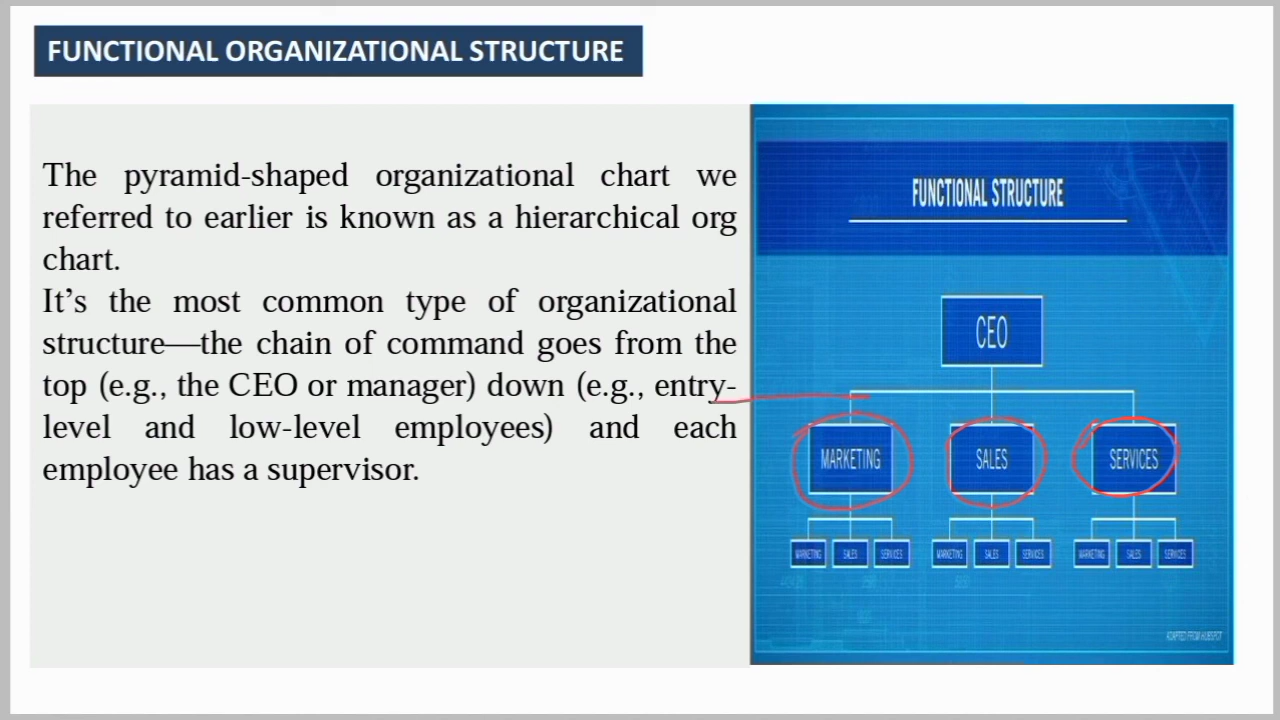 FUNCTIONAL ORGANIZATIONAL STRUCTURE
The pyramid-shaped organizational chart we
referred to earlier is known as a hierarchical org
chart.
It’s the most common type of organizational
structure—the chain of command goes from the
top (e.g., the CEO or manager) down (e.g., entry-
level and low-level employees) and each
employee has a supervisor.
FUNCTIONAL STRUCTURE
CEO
MARKETING SALES SERVICES
MARKETING SALES SERVICES MARKETING SALES SERVICES MARKETING SALES SERVICES
ADAPTED FROM HUBSPOT